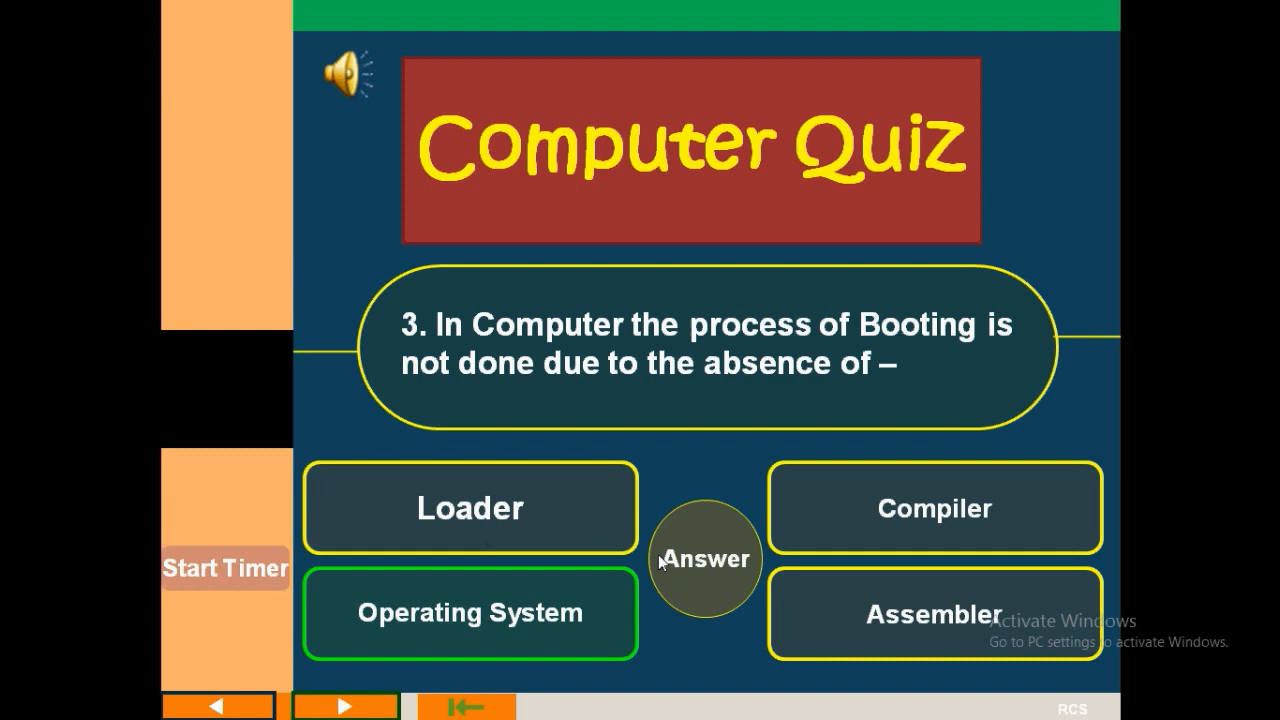 Computer Quiz
3. In Computer the process of Booting is
not done due to the absence of –
Loader
Compiler
Answer
Start Timer
Operating System
Assembler
Activate Windows
Go to PC settings to activate Windows.
RCS